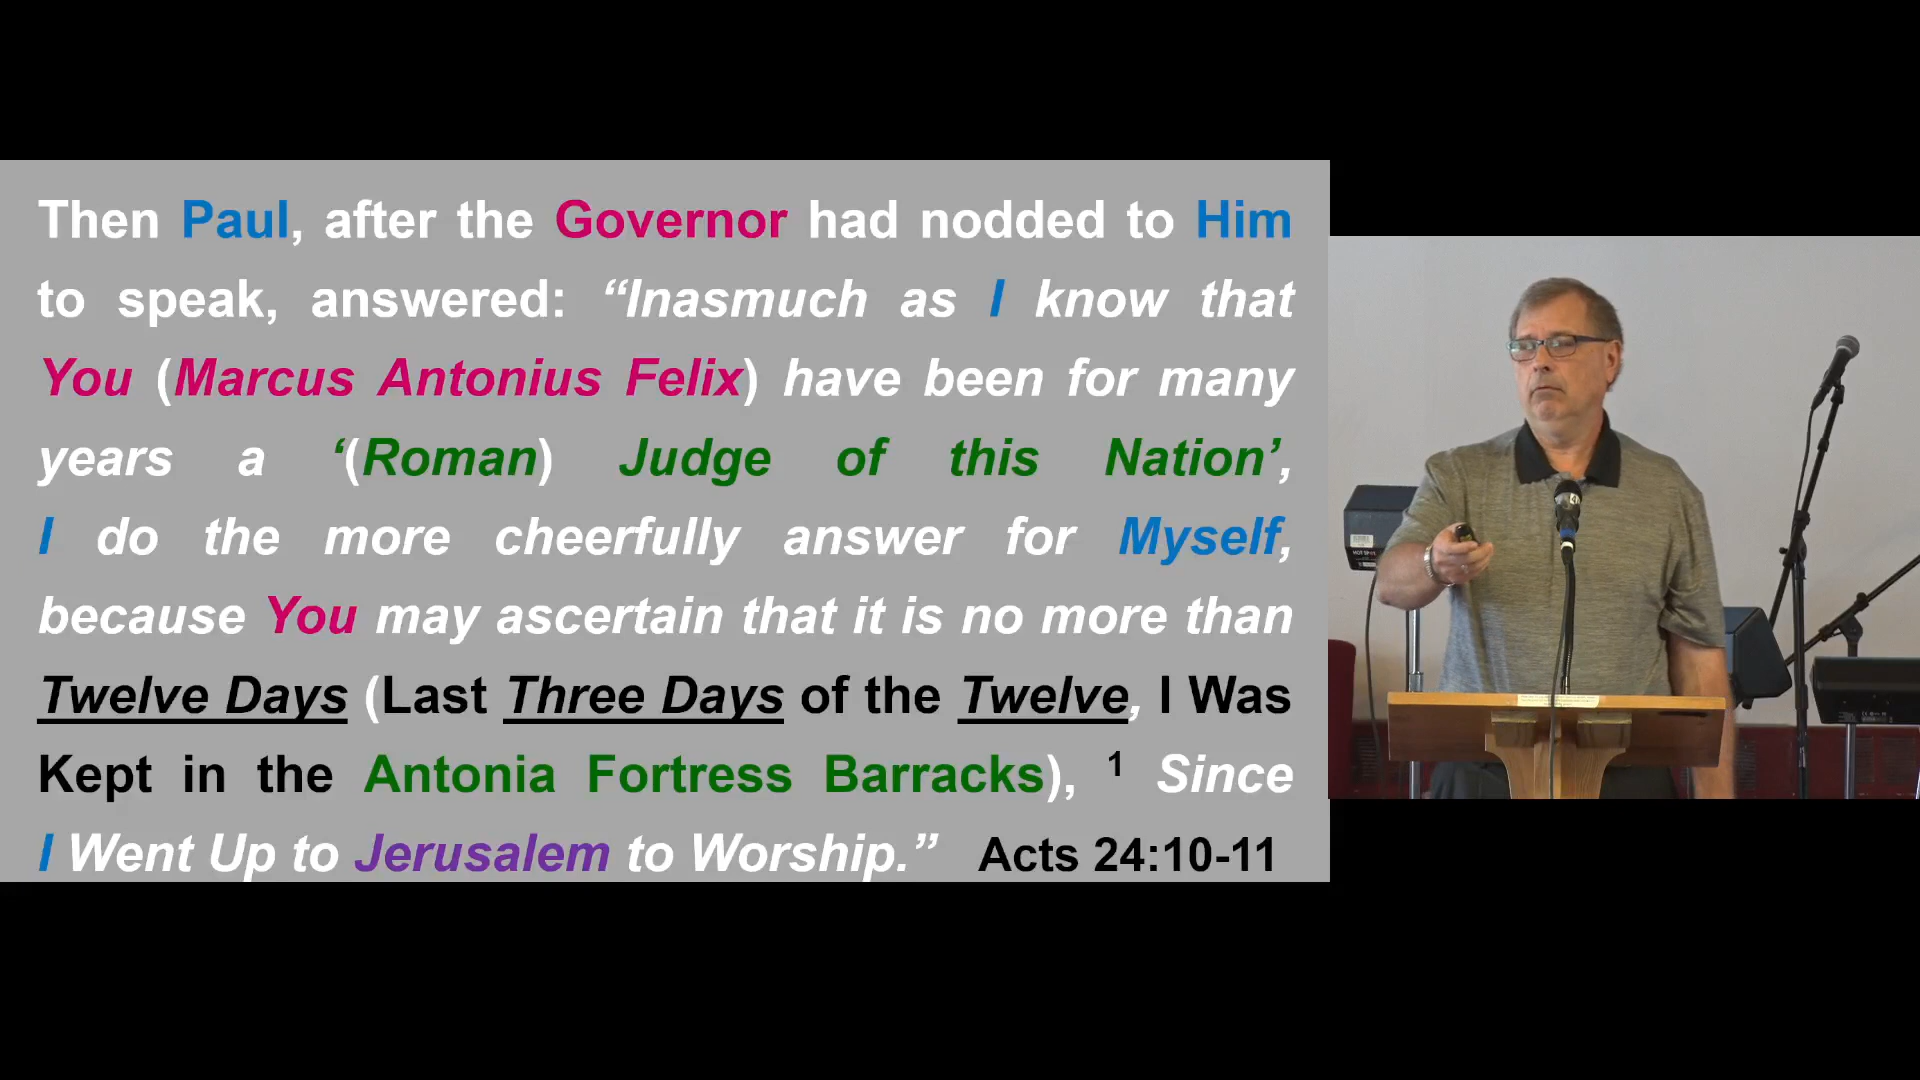 Then Paul, after the Governor had nodded to Him
to speak, answered: “Inasmuch as I know that
You (Marcus Antonius Felix) have been for many
years a ‘(Roman) Judge of this Nation’,
I do the more cheerfully answer for Myself,
because You may ascertain that it is no more than
Twelve Days (Last Three Days of the Twelve, I Was
Kept in the Antonia Fortress Barracks), ¹ Since
I Went Up to Jerusalem to Worship.” Acts 24:10-11
HOT SPOT